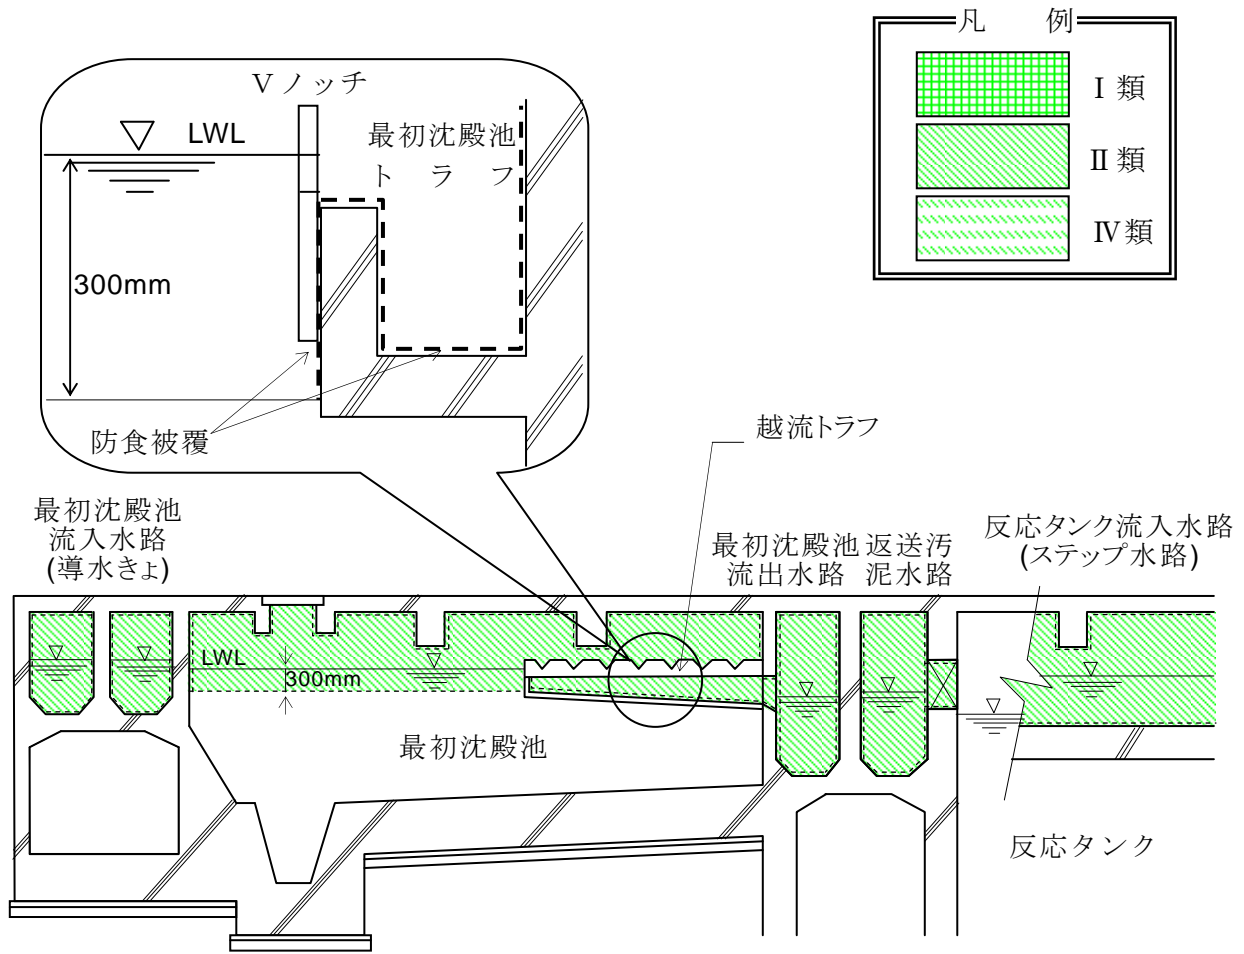 凡 例
Ⅰ類
Ⅱ類
Ⅳ類
Vノッチ
LWL
最初沈殿池
トラフ
300mm
防食被覆
越流トラフ
最初沈殿池
流入水路
(導水きょ)
最初沈殿池
流出水路
返送汚
泥水路
反応タンク流入水路
(ステップ水路)
LWL
300mm
最初沈殿池
反応タンク